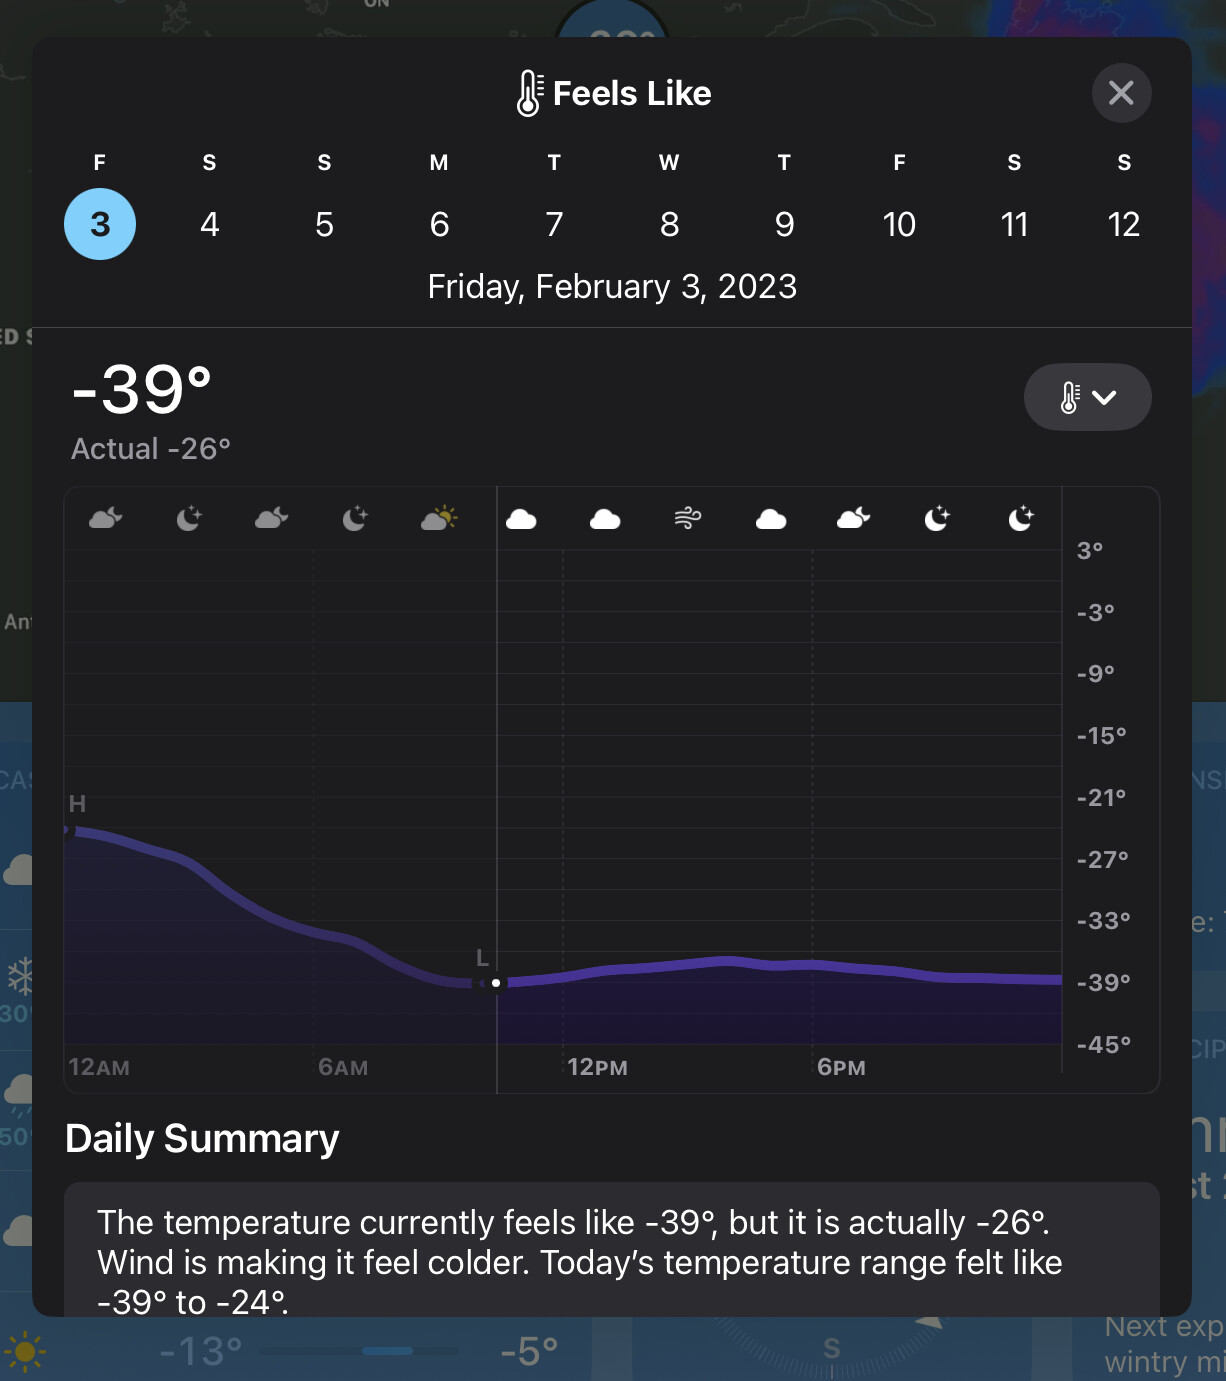 ON
Feels Like
F S S M T W T F S S
3 4 5 6 7 8 9 10 11 12
Friday, February 3, 2023
-39°
Actual -26°
3°
-3°
-9°
-15°
-21°
H
-27°
-33°
L
-39°
-45°
12AM 6AM 12PM 6PM
Daily Summary
The temperature currently feels like -39°, but it is actually -26°.
Wind is making it feel colder. Today's temperature range felt like
-39° to -24°.
-13° -5°
S
Next exp
wintry mi